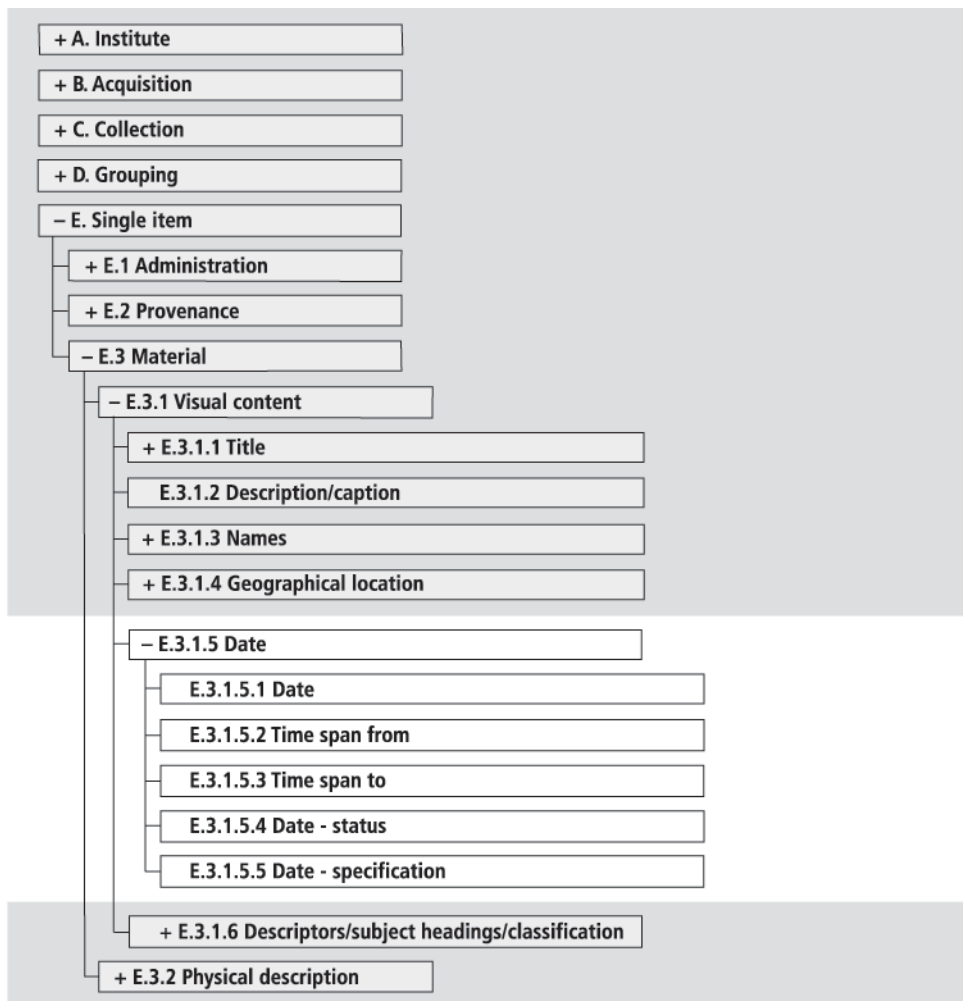 + A. Institute
+ B. Acquisition
+ C. Collection
+ D. Grouping
– E. Single item
+ E.1 Administration
+ E.2 Provenance
– E.3 Material
– E.3.1 Visual content
+ E.3.1.1 Title
E.3.1.2 Description/caption
+ E.3.1.3 Names
+ E.3.1.4 Geographical location
– E.3.1.5 Date
E.3.1.5.1 Date
E.3.1.5.2 Time span from
E.3.1.5.3 Time span to
E.3.1.5.4 Date - status
E.3.1.5.5 Date - specification
+ E.3.1.6 Descriptors/subject headings/classification
+ E.3.2 Physical description